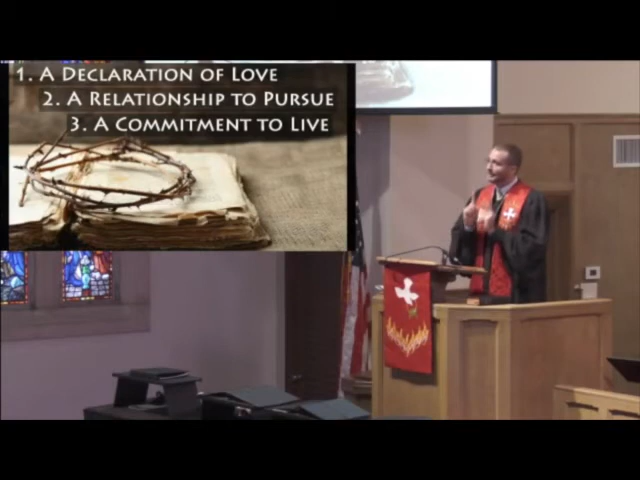 1. A Declaration of Love
2. A Relationship to Pursue
3. A Commitment to Live